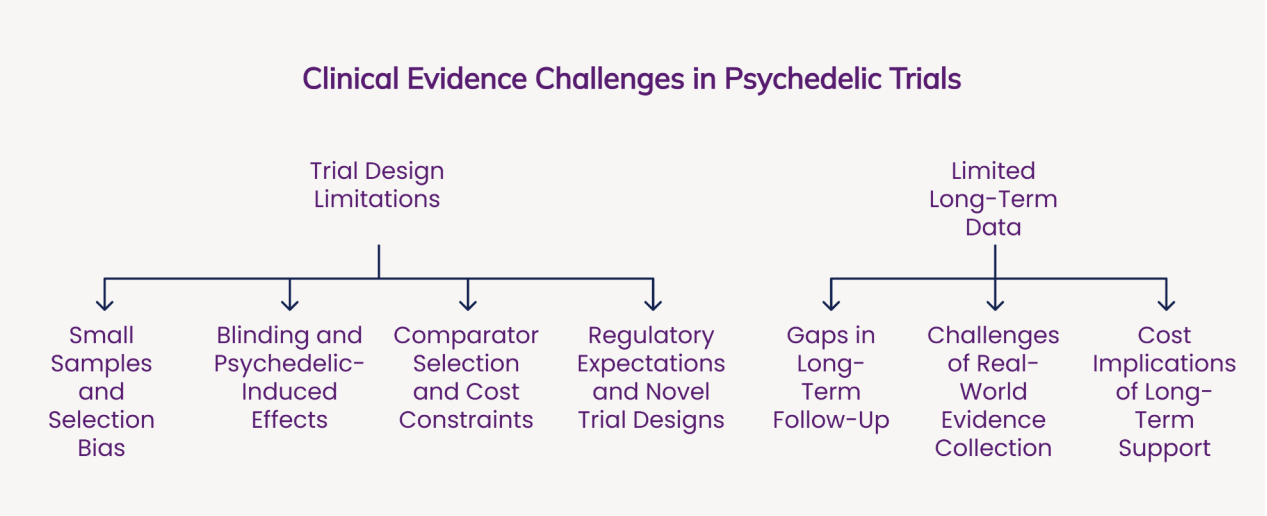 Clinical Evidence Challenges in Psychedelic Trials
Trial Design
Limitations
Limited
Long-Term
Data
Small
Samples
and
Selection
Bias
Blinding and
Psychedelic-
Induced
Effects
Comparator
Selection
and Cost
Constraints
Regulatory
Expectations
and Novel
Trial Designs
Gaps in
Long-
Term
Follow-Up
Challenges
of Real-
World
Evidence
Collection
Cost
Implications
of Long-
Term
Support